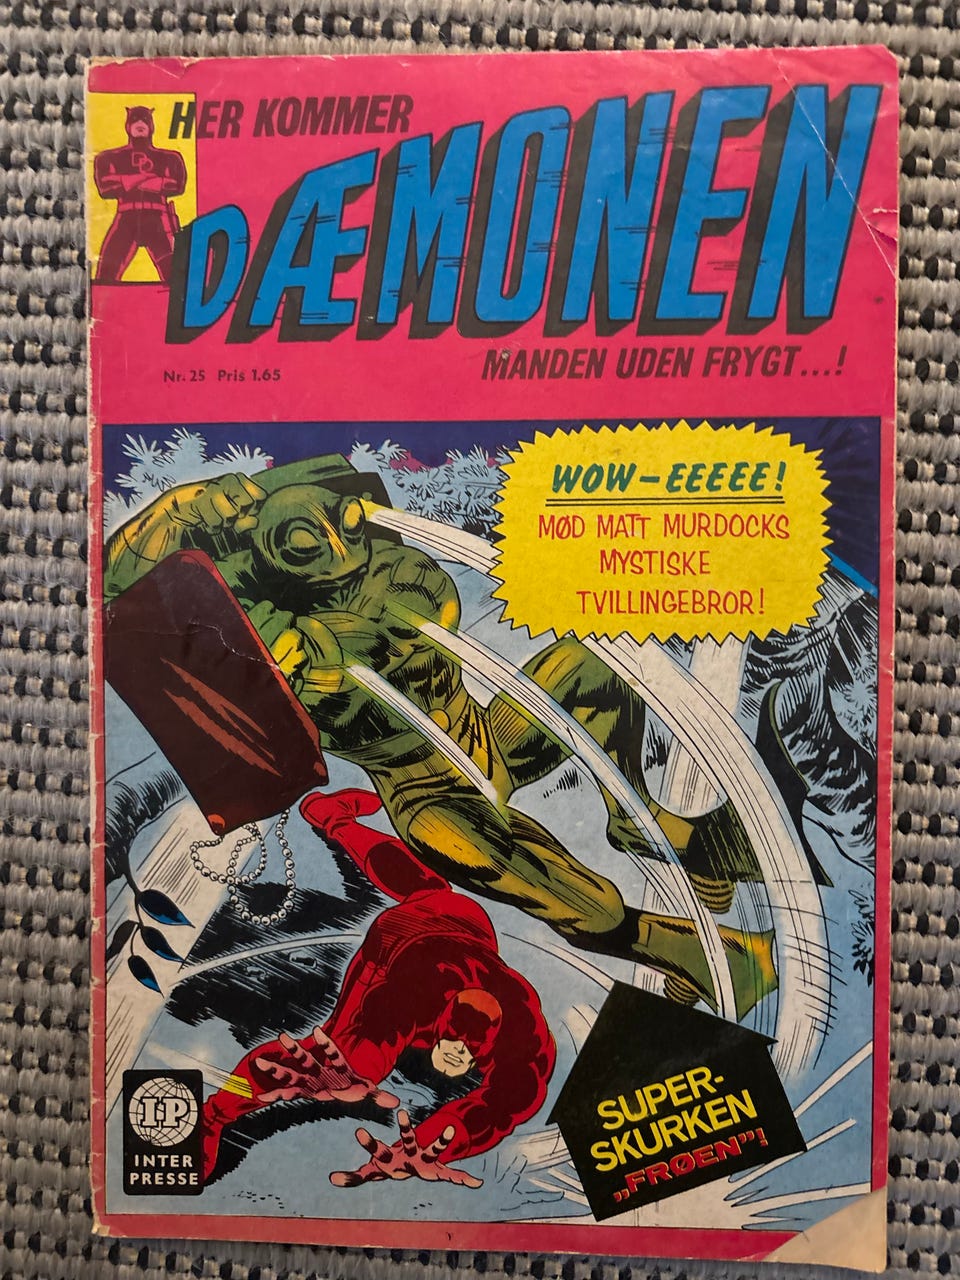 HER KOMMER
DD
DÆMONEN
MANDEN UDEN FRYGT...!
Nr. 25 Pris 1.65
WOW-EEEEE!
MØD MATT MURDOCKS
MYSTISKE
TVILLINGEBROR!
SUPER-
SKURKEN
„FRØEN”!
I·P
INTER
PRESSE